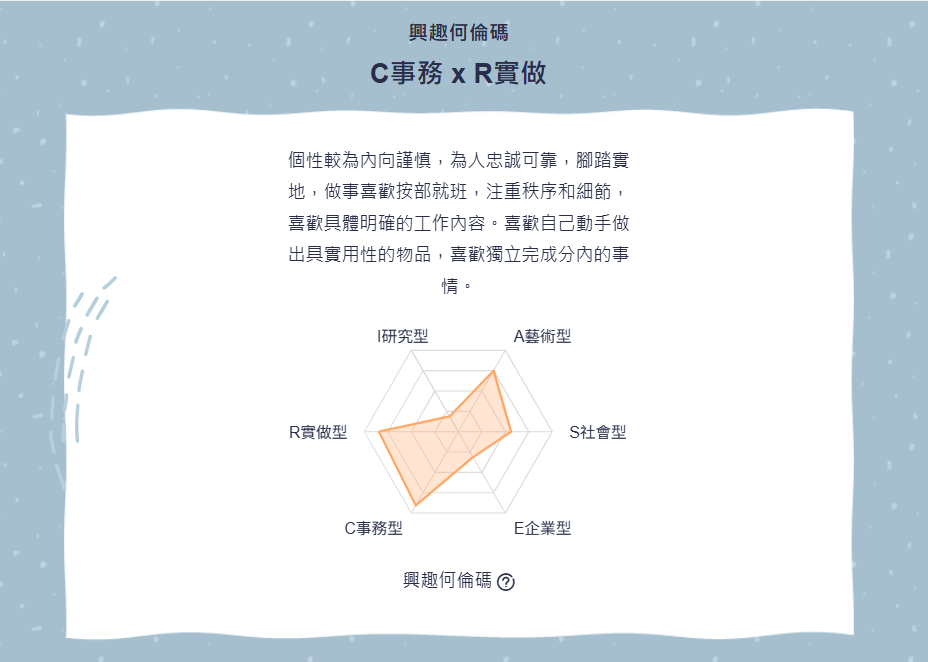 興趣何倫碼
C事務 x R實做
個性較為內向謹慎，為人忠誠可靠，腳踏實
地，做事喜歡按部就班，注重秩序和細節，
喜歡具體明確的工作內容。喜歡自己動手做
出具實用性的物品，喜歡獨立完成分內的事
情。
I研究型
A藝術型
R實做型
S社會型
C事務型
E企業型
興趣何倫碼 ?